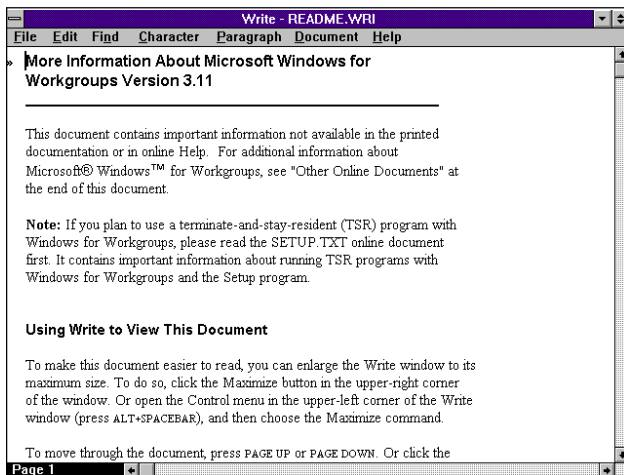 Write - README.WRI
File Edit Find Character Paragraph Document Help
» More Information About Microsoft Windows for
Workgroups Version 3.11
This document contains important information not available in the printed
documentation or in online Help.  For additional information about
Microsoft® Windows™ for Workgroups, see "Other Online Documents" at
the end of this document.
Note: If you plan to use a terminate-and-stay-resident (TSR) program with
Windows for Workgroups, please read the SETUP.TXT online document
first. It contains important information about running TSR programs with
Windows for Workgroups and the Setup program.
Using Write to View This Document
To make this document easier to read, you can enlarge the Write window to its
maximum size. To do so, click the Maximize button in the upper-right corner
of the window. Or open the Control menu in the upper-left corner of the Write
window (press ALT+SPACEBAR), and then choose the Maximize command.
To move through the document, press PAGE UP or PAGE DOWN. Or click the
Page 1